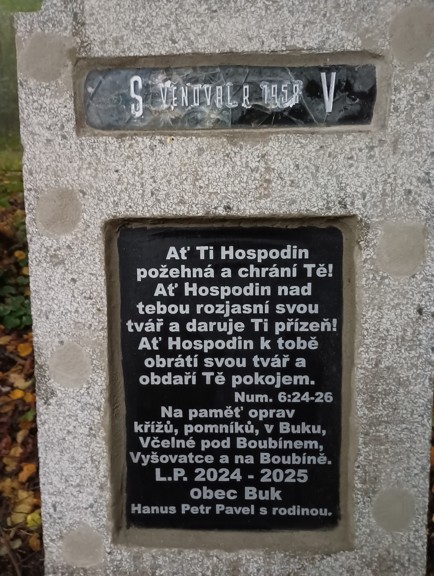 S VĚNOVALA 1958 V
Ať Ti Hospodin
požehná a chrání Tě!
Ať Hospodin nad
tebou rozjasní svou
tvář a daruje Ti přízeň!
Ať Hospodin k tobě
obrátí svou tvář a
obdaří Tě pokojem.
Num. 6:24-26
Na paměť oprav
křížů, pomníků, v Buku,
Včelné pod Boubínem,
Vyšovatce a na Boubíně.
L.P. 2024 - 2025
obec Buk
Hanus Petr Pavel s rodinou.